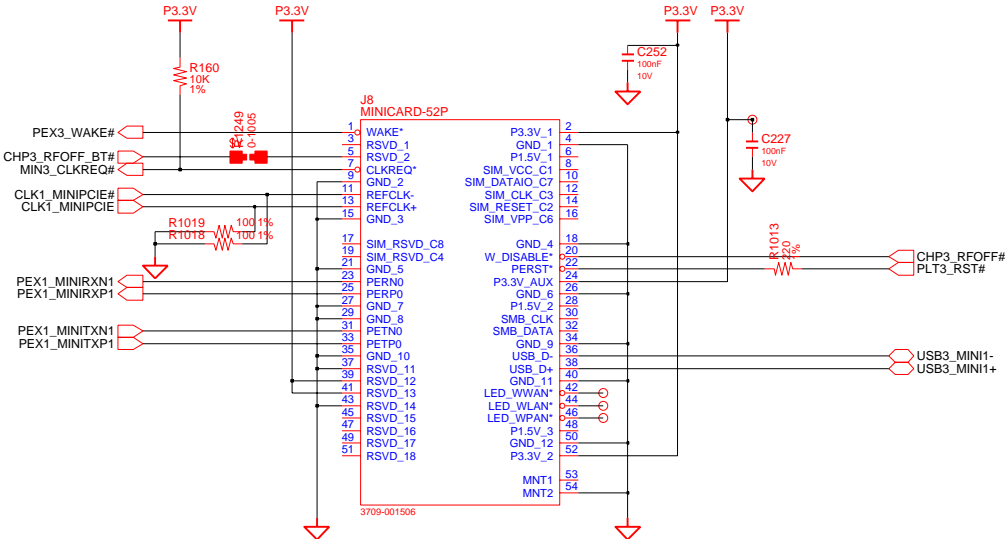 P3.3V P3.3V P3.3V P3.3V
R160
10K
1%
C252
100nF
10V
C227
100nF
10V
R1249
0-1005
J8
MINICARD-52P
PEX3_WAKE# 1 WAKE* P3.3V_1 2
3 RSVD_1 GND_1 4
CHP3_RFOFF_BT# 5 RSVD_2 P1.5V_1 6
MIN3_CLKREQ# 7 CLKREQ* SIM_VCC_C1 8
9 GND_2 SIM_DATAIO_C7 10
CLK1_MINIPCIE# 11 REFCLK- SIM_CLK_C3 12
CLK1_MINIPCIE 13 REFCLK+ SIM_RESET_C2 14
15 GND_3 SIM_VPP_C6 16
R1019 100 1%
R1018 100 1%
R1013
220
1%
17 SIM_RSVD_C8 GND_4 18
19 SIM_RSVD_C4 W_DISABLE* 20 CHP3_RFOFF#
21 GND_5 PERST* 22 PLT3_RST#
PEX1_MINIRXN1 23 PERN0 P3.3V_AUX 24
PEX1_MINIRXP1 25 PERP0 GND_6 26
27 GND_7 P1.5V_2 28
29 GND_8 SMB_CLK 30
PEX1_MINITXN1 31 PETN0 SMB_DATA 32
PEX1_MINITXP1 33 PETP0 GND_9 34
35 GND_10 USB_D- 36 USB3_MINI1-
37 RSVD_11 USB_D+ 38 USB3_MINI1+
39 RSVD_12 GND_11 40
41 RSVD_13 LED_WWAN* 42
43 RSVD_14 LED_WLAN* 44
45 RSVD_15 LED_WPAN* 46
47 RSVD_16 P1.5V_3 48
49 RSVD_17 GND_12 50
51 RSVD_18 P3.3V_2 52
MNT1 53
MNT2 54
3709-001506